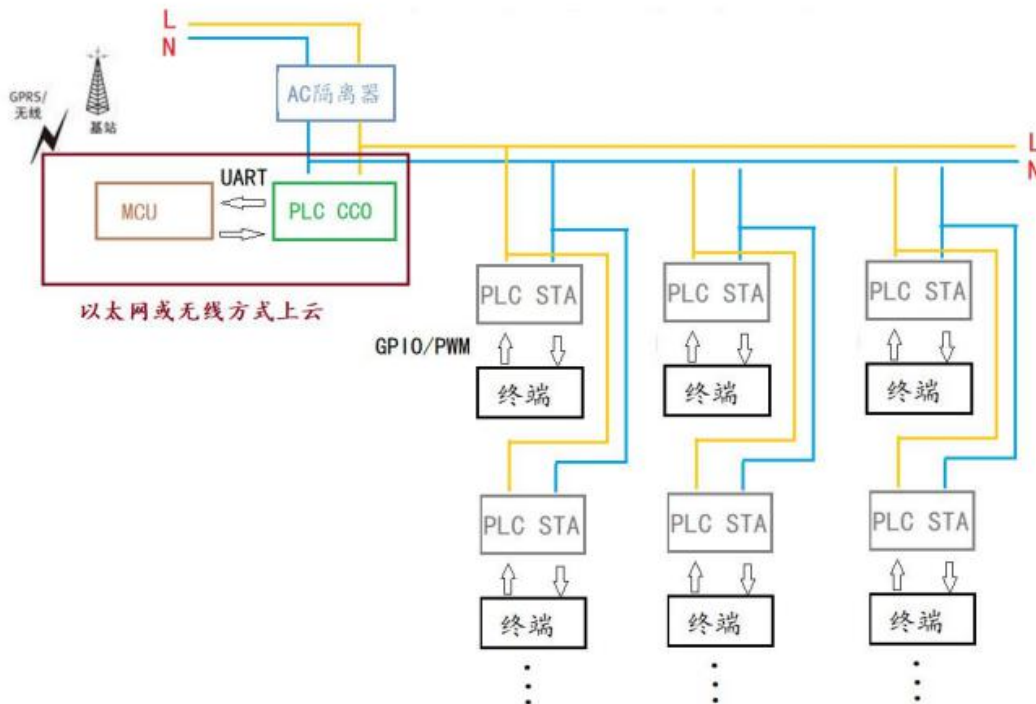 L
N
GPRS/
无线
基站
AC隔离器
L
N
UART
MCU
PLC CCO
以太网或无线方式上云
PLC STA
PLC STA
PLC STA
GPIO/PWM
终端
终端
终端
PLC STA
PLC STA
PLC STA
终端
终端
终端